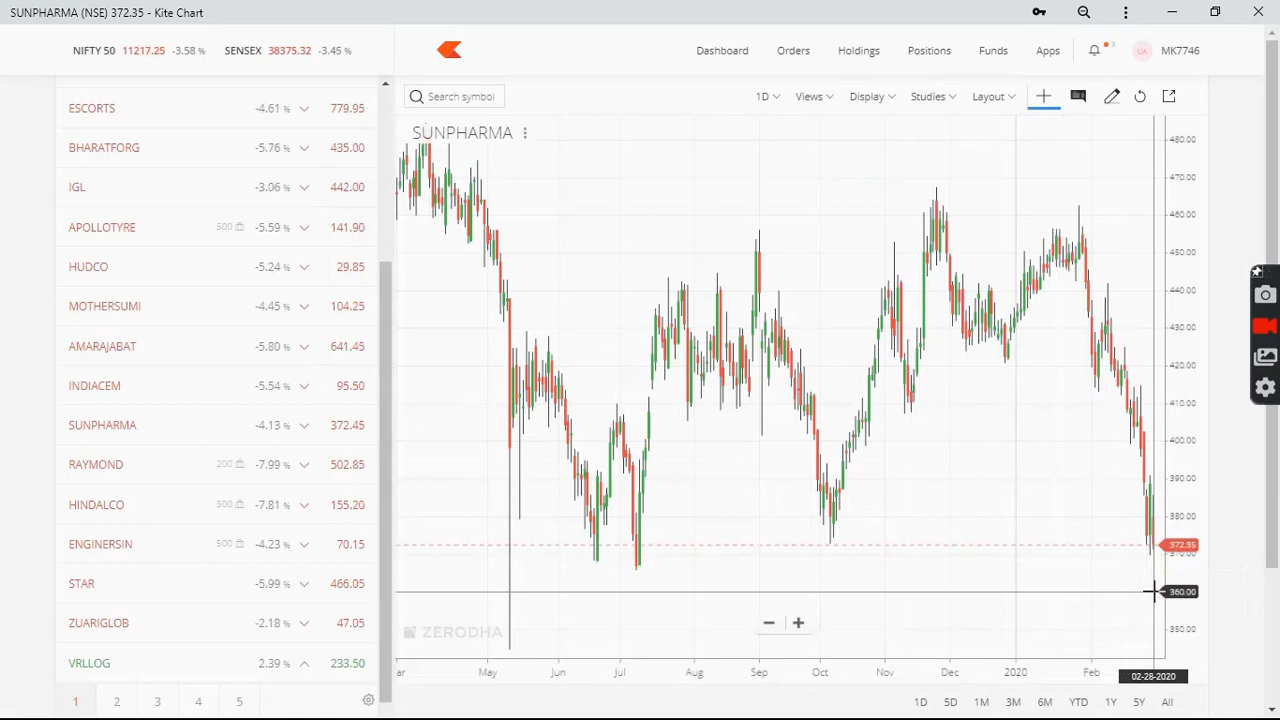 SUNPHARMA (NSE) 372.35 - Kite Chart
NIFTY 50 11217.25 -3.58 % SENSEX 38375.32 -3.45 %
Dashboard Orders Holdings Positions Funds Apps 3 UA MK7746
Search symbol 1D Views Display Studies Layout
SUNPHARMA
ESCORTS -4.61 % 779.95
BHARATFORG -5.76 % 435.00
IGL -3.06 % 442.00
APOLLOTYRE 500 -5.59 % 141.90
HUDCO -5.24 % 29.85
MOTHERSUMI -4.45 % 104.25
AMARAJABAT -5.80 % 641.45
INDIACEM -5.54 % 95.50
SUNPHARMA -4.13 % 372.45
RAYMOND 200 -7.99 % 502.85
HINDALCO 500 -7.81 % 155.20
ENGINERSIN 500 -4.23 % 70.15
STAR -5.99 % 466.05
ZUARIGLOB -2.18 % 47.05
VRLLOG 2.39 % 233.50
1 2 3 4 5
480.00
470.00
460.00
450.00
440.00
430.00
420.00
410.00
400.00
390.00
380.00
372.35
370.00
360.00
350.00
ZERODHA
− +
ar May Jun Jul Aug Sep Oct Nov Dec 2020 Feb
02-28-2020
1D 5D 1M 3M 6M YTD 1Y 5Y All